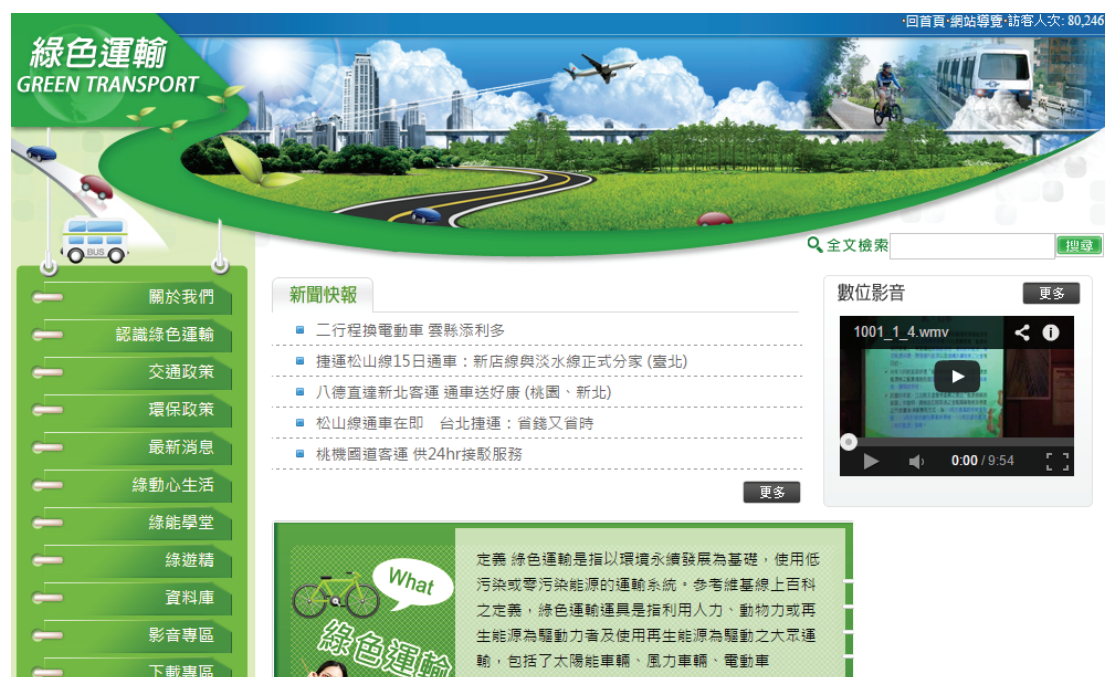 ‧回首頁‧網站導覽‧訪客人次: 80,246
綠色運輸
GREEN TRANSPORT
BUS
全文檢索
搜尋
關於我們
認識綠色運輸
交通政策
環保政策
最新消息
綠動心生活
綠能學堂
綠遊精
資料庫
影音專區
下載專區
新聞快報
二行程換電動車 雲縣添利多
捷運松山線15日通車：新店線與淡水線正式分家 (臺北)
八德直達新北客運 通車送好康 (桃園、新北)
松山線通車在即　台北捷運：省錢又省時
桃機國道客運 供24hr接駁服務
更多
數位影音
更多
1001_1_4.wmv
0:00 / 9:54
What
綠色運輸
定義 綠色運輸是指以環境永續發展為基礎，使用低
污染或零污染能源的運輸系統。參考維基線上百科
之定義，綠色運輸運具是指利用人力、動物力或再
生能源為驅動力者及使用再生能源為驅動之大眾運
輸，包括了太陽能車輛、風力車輛、電動車